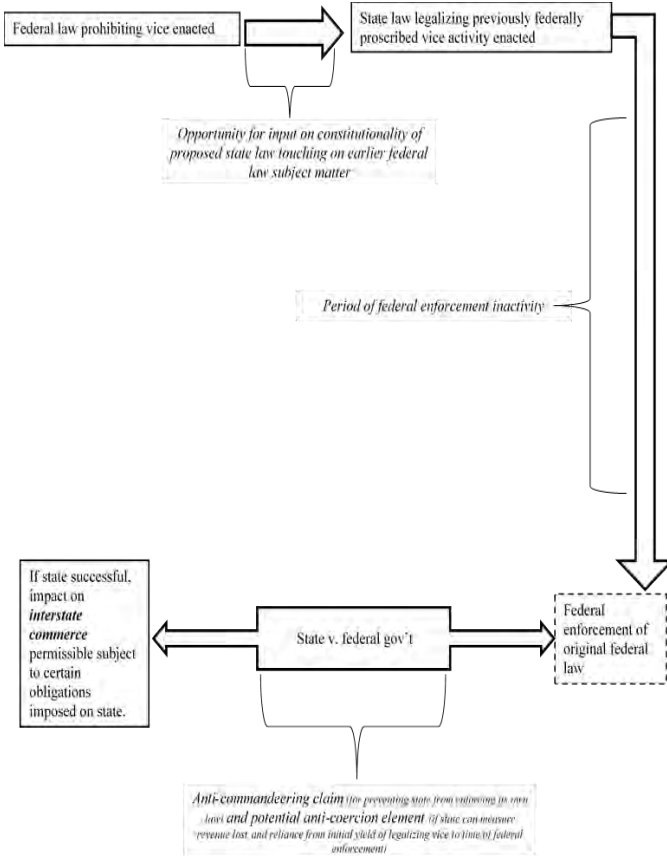 Federal law prohibiting vice enacted
State law legalizing previously federally
proscribed vice activity enacted
Opportunity for input on constitutionality of
proposed state law touching on earlier federal
law subject matter
Period of federal enforcement inactivity
If state successful,
impact on
interstate
commerce
permissible subject
to certain
obligations
imposed on state.
State v. federal gov't
Federal
enforcement of
original federal
law
Anti-commandeering claim (for preventing state from enforcing its own
law) and potential anti-coercion element (if state can measure
revenue lost and reliance from initial yield of legalizing vice to time of federal
enforcement)